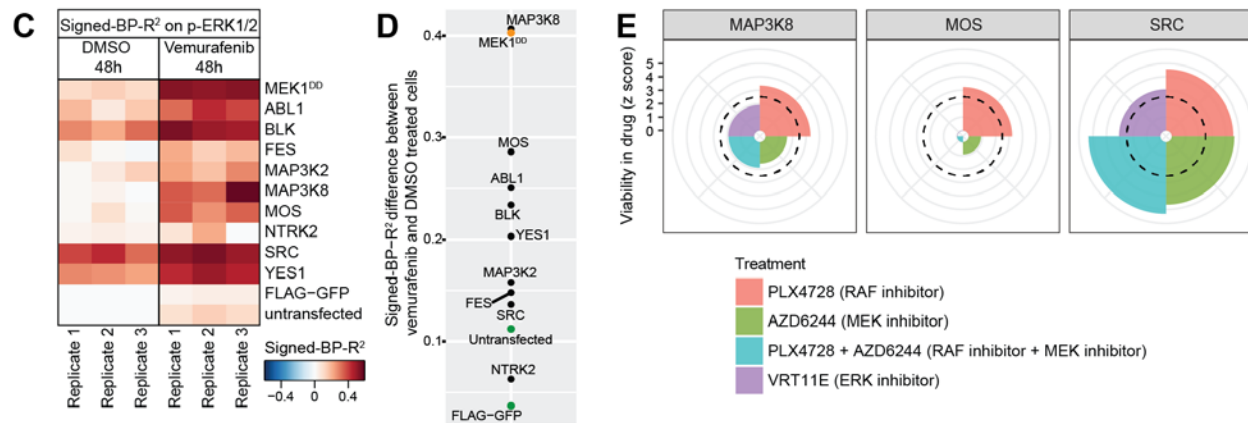 C
Signed-BP-R² on p-ERK1/2
DMSO
48h
Vemurafenib
48h
MEK1ᴰᴰ
ABL1
BLK
FES
MAP3K2
MAP3K8
MOS
NTRK2
SRC
YES1
FLAG-GFP
untransfected
Replicate 1
Replicate 2
Replicate 3
Replicate 1
Replicate 2
Replicate 3
Signed-BP-R²
−0.4
0
0.4
D
Signed-BP-R² difference between
vemurafenib and DMSO treated cells
0.4
0.3
0.2
0.1
MAP3K8
MEK1ᴰᴰ
MOS
ABL1
BLK
YES1
MAP3K2
FES
SRC
Untransfected
NTRK2
FLAG-GFP
E
Viability in drug (z score)
5
4
3
2
1
0
MAP3K8
MOS
SRC
Treatment
PLX4728 (RAF inhibitor)
AZD6244 (MEK inhibitor)
PLX4728 + AZD6244 (RAF inhibitor + MEK inhibitor)
VRT11E (ERK inhibitor)